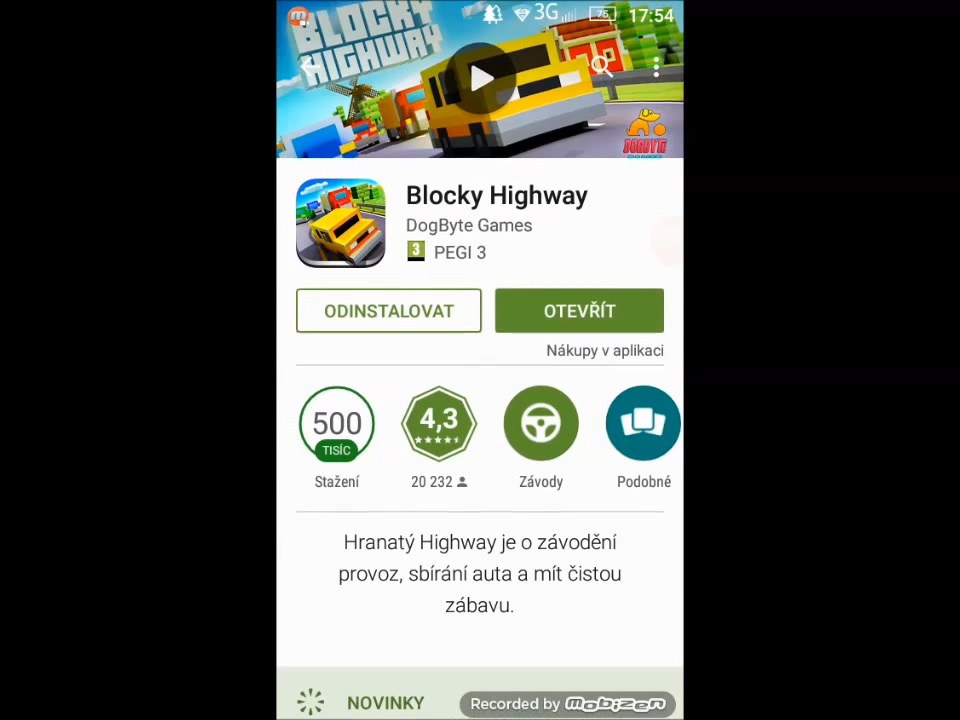 3G 75 17:54
BLOCKY
HIGHWAY
DOGBYTE
Blocky Highway
DogByte Games
3 PEGI 3
ODINSTALOVAT
OTEVŘÍT
Nákupy v aplikaci
500
TISÍC
4,3
Stažení
20 232
Závody
Podobné
Hranatý Highway je o závodění
provoz, sbírání auta a mít čistou
zábavu.
NOVINKY
Recorded by mobizen